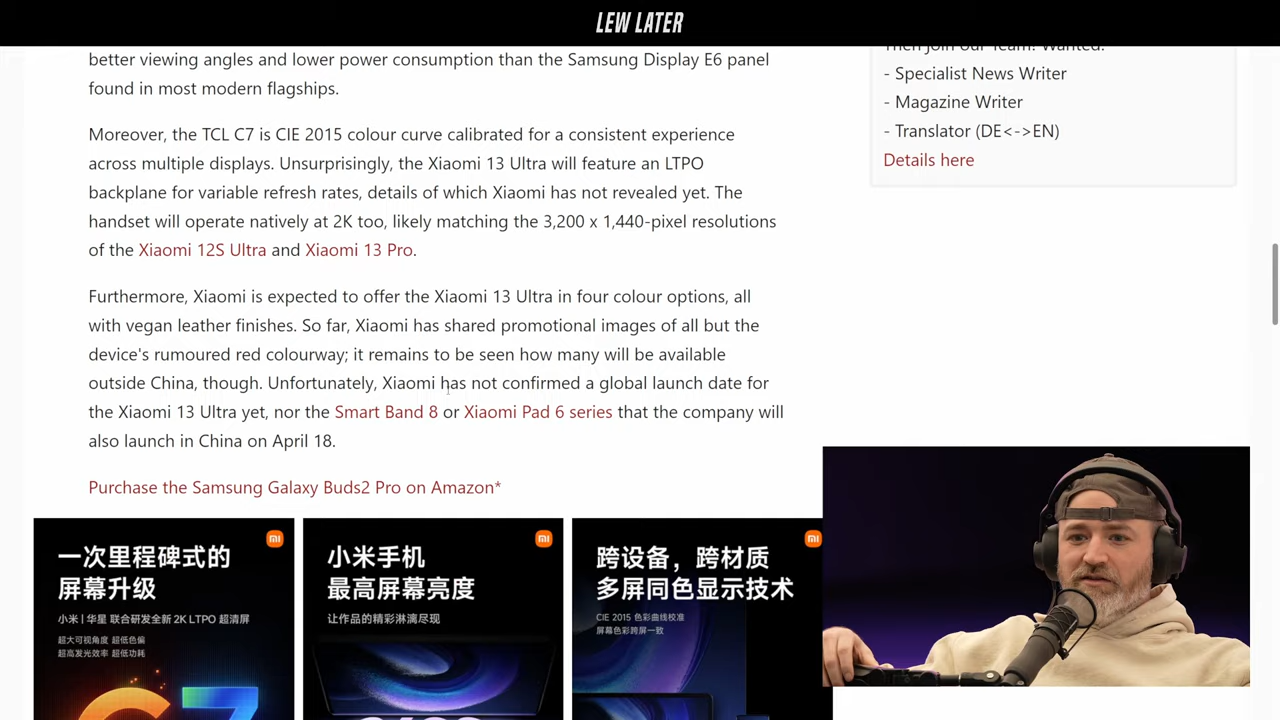 LEW LATER
better viewing angles and lower power consumption than the Samsung Display E6 panel
found in most modern flagships.
Moreover, the TCL C7 is CIE 2015 colour curve calibrated for a consistent experience
across multiple displays. Unsurprisingly, the Xiaomi 13 Ultra will feature an LTPO
backplane for variable refresh rates, details of which Xiaomi has not revealed yet. The
handset will operate natively at 2K too, likely matching the 3,200 x 1,440-pixel resolutions
of the Xiaomi 12S Ultra and Xiaomi 13 Pro.
Furthermore, Xiaomi is expected to offer the Xiaomi 13 Ultra in four colour options, all
with vegan leather finishes. So far, Xiaomi has shared promotional images of all but the
device's rumoured red colourway; it remains to be seen how many will be available
outside China, though. Unfortunately, Xiaomi has not confirmed a global launch date for
the Xiaomi 13 Ultra yet, nor the Smart Band 8 or Xiaomi Pad 6 series that the company will
also launch in China on April 18.
Purchase the Samsung Galaxy Buds2 Pro on Amazon*
Then join our Team! Wanted:
- Specialist News Writer
- Magazine Writer
- Translator (DE<->EN)
Details here
mi
一次里程碑式的
屏幕升级
小米 | 华星 联合研发全新 2K LTPO 超清屏
超大可视角度 超低色偏
超高发光效率 超低功耗
C7
mi
小米手机
最高屏幕亮度
让作品的精彩淋漓尽现
mi
跨设备，跨材质
多屏同色显示技术
CIE 2015 色彩曲线校准
屏幕色彩跨屏一致